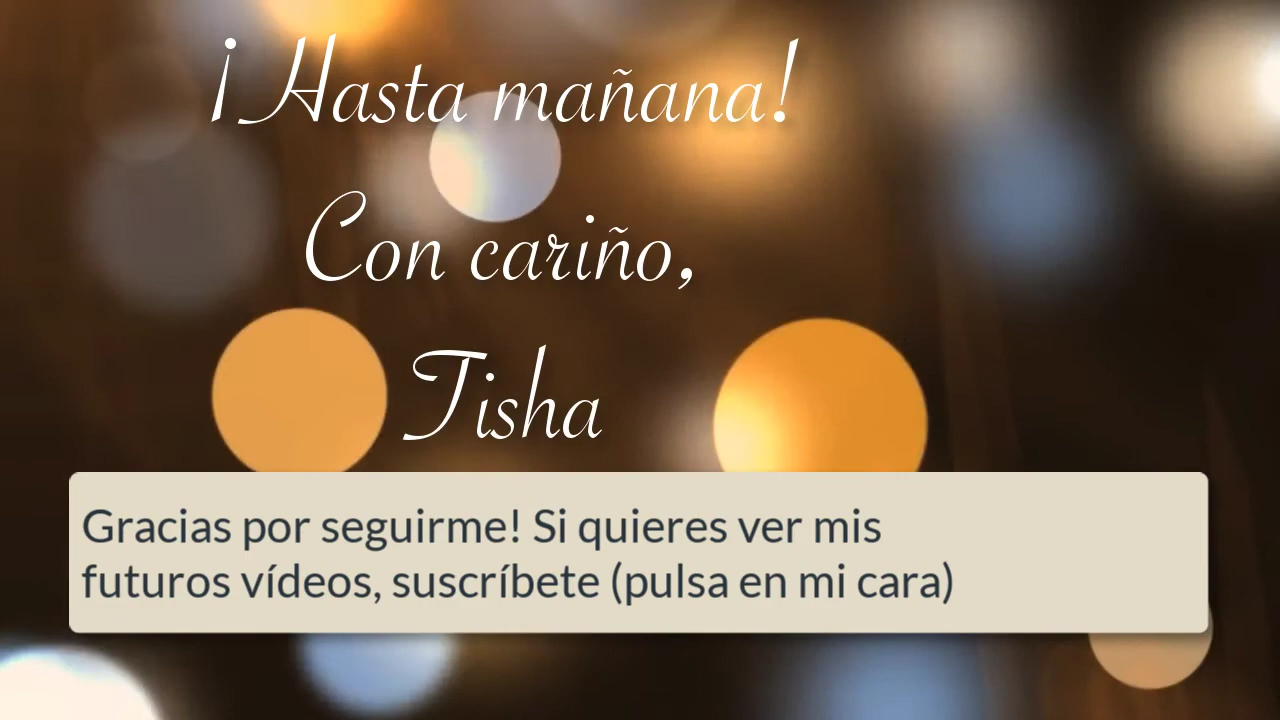 ¡Hasta mañana!
Con cariño,
Tisha
Gracias por seguirme! Si quieres ver mis
futuros vídeos, suscríbete (pulsa en mi cara)